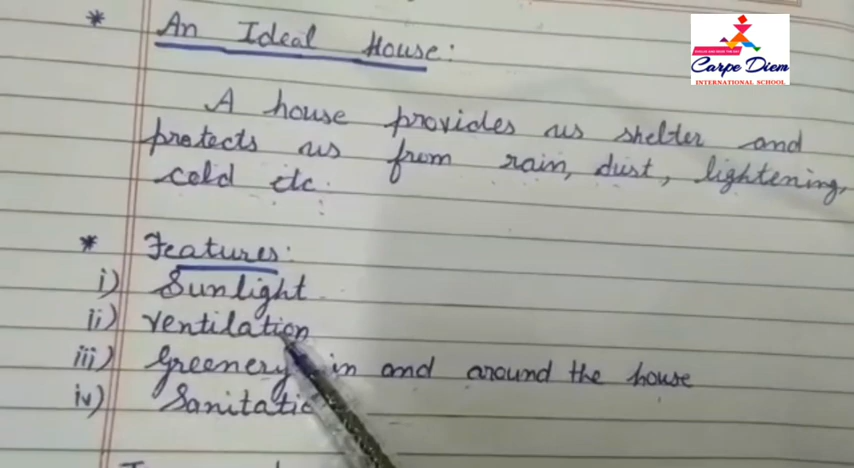 * An Ideal House:
A house provides us shelter and
protects us from rain, dust, lightening,
cold etc.
* Features:
i) Sunlight
ii) Ventilation
iii) Greenery in and around the house
iv)
Carpe Diem
INTERNATIONAL SCHOOL